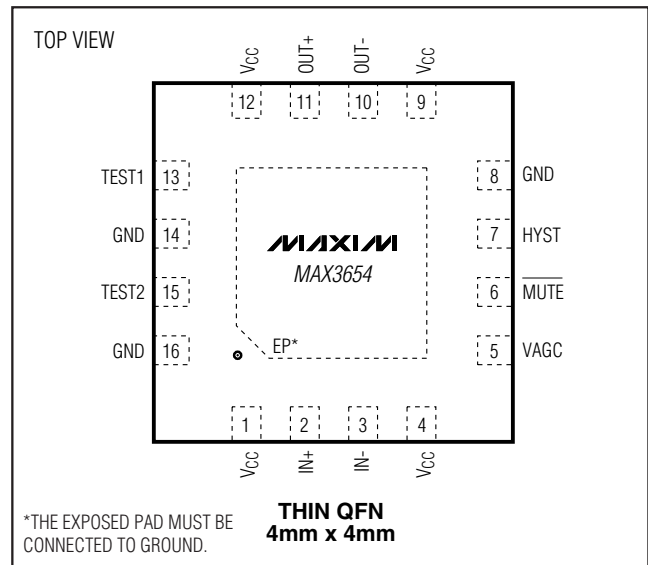 TOP VIEW
VCC
OUT+
OUT-
VCC
12
11
10
9
TEST1 13
GND 14
TEST2 15
GND 16
8 GND
7 HYST
6 MUTE
5 VAGC
MAXIM
MAX3654
EP*
1
2
3
4
VCC
IN+
IN-
VCC
*THE EXPOSED PAD MUST BE
CONNECTED TO GROUND.
THIN QFN
4mm x 4mm